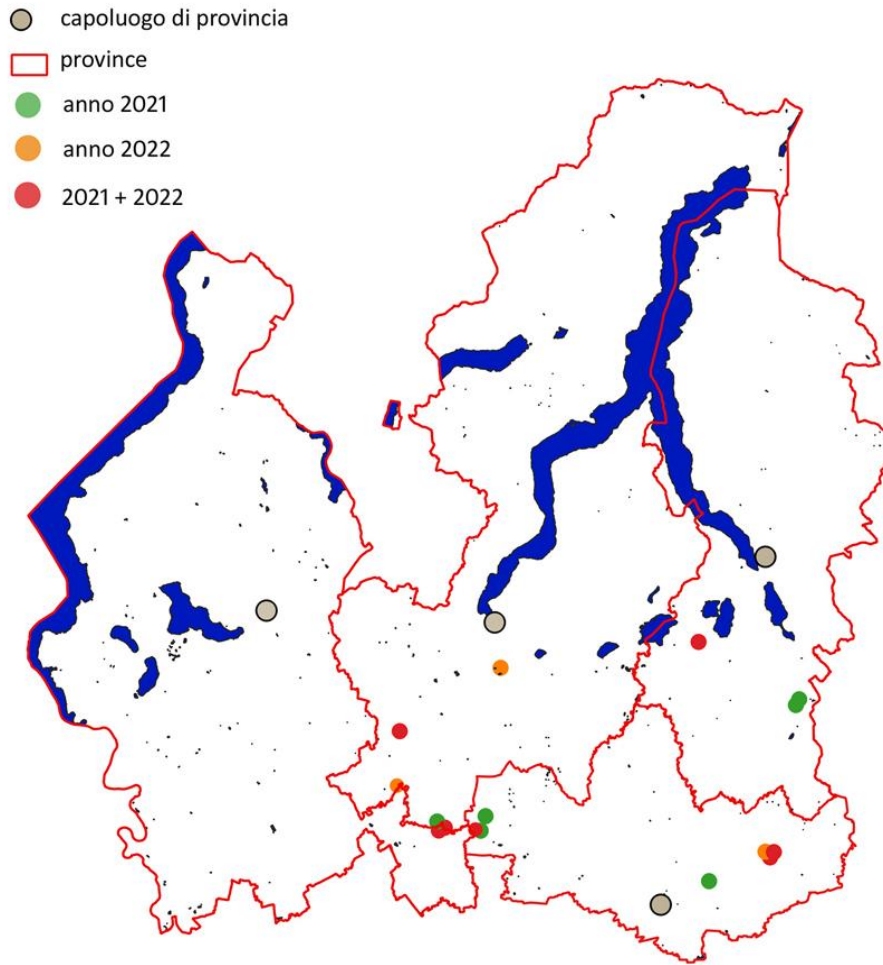 capoluogo di provincia
province
anno 2021
anno 2022
2021 + 2022